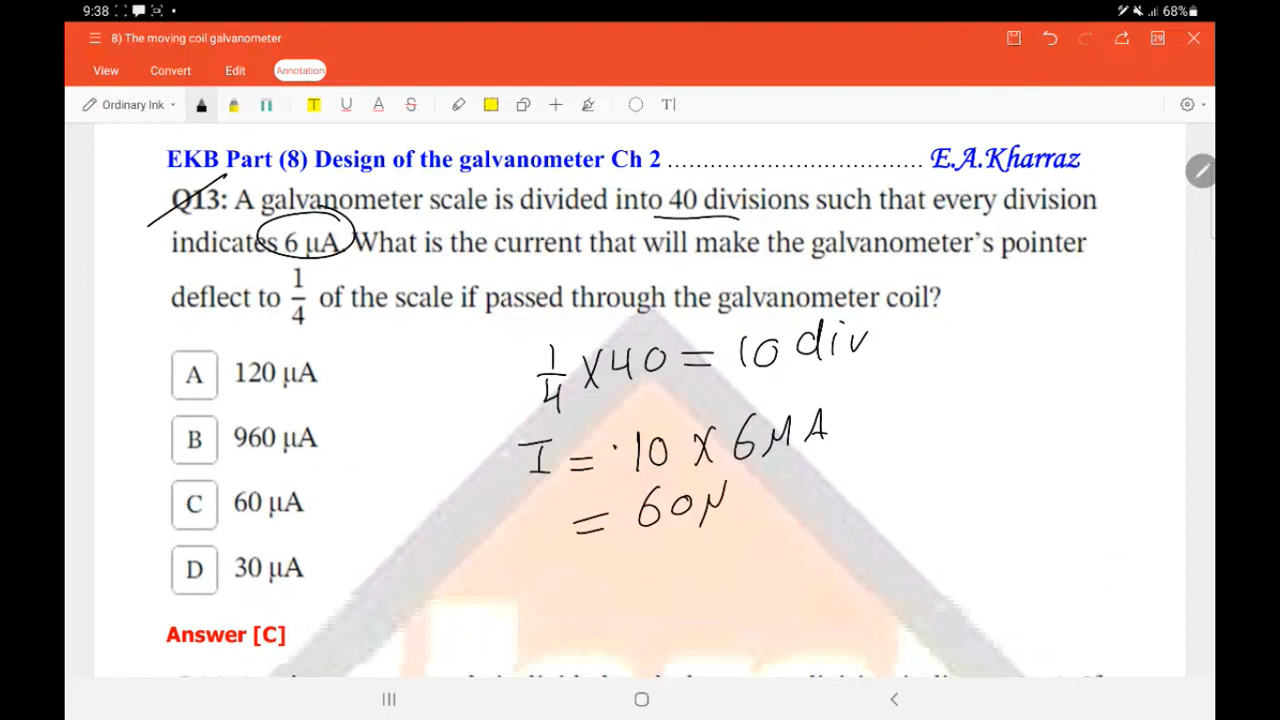 9:38
68%
8) The moving coil galvanometer
29
View Convert Edit Annotation
Ordinary Ink
EKB Part (8) Design of the galvanometer Ch 2 ................................... E.A.Kharraz
Q13: A galvanometer scale is divided into 40 divisions such that every division
indicates 6 μA What is the current that will make the galvanometer's pointer
deflect to 1/4 of the scale if passed through the galvanometer coil?
1/4 X 40 = 10 div
A 120 μA
I = 10 X 6 μ A
B 960 μA
= 60 μ
C 60 μA
D 30 μA
Answer [C]